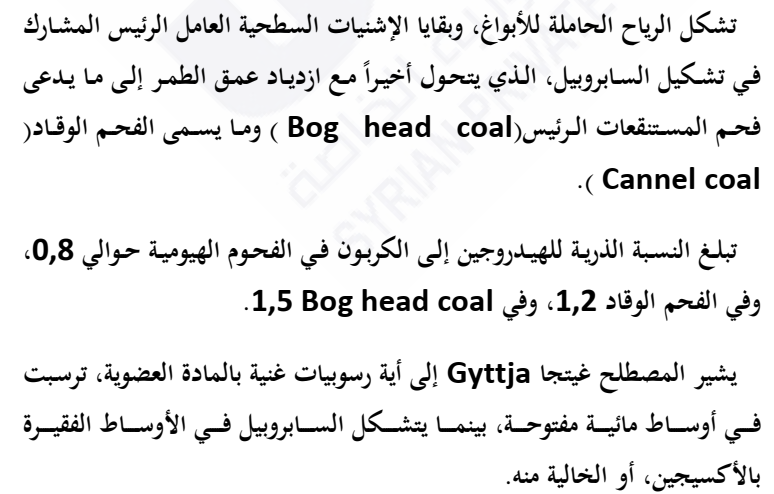 تشكل الرياح الحاملة للأبواغ، وبقايا الإشنيات السطحية العامل الرئيس المشارك
في تشكيل السابروبيل، الذي يتحول أخيراً مع ازدياد عمق الطمر إلى ما يدعى
فحم المستنقعات الرئيس(Bog head coal ) وما يسمى الفحم الوقاد(
Cannel coal ).
تبلغ النسبة الذرية للهيدروجين إلى الكربون في الفحوم الهيومية حوالي 0,8،
وفي الفحم الوقاد 1,2، وفي Bog head coal 1,5.
يشير المصطلح غيتجا Gyttja إلى أية رسوبيات غنية بالمادة العضوية، ترسبت
في أوساط مائية مفتوحة، بينما يتشكل السابروبيل في الأوساط الفقيرة
بالأكسيجين، أو الخالية منه.